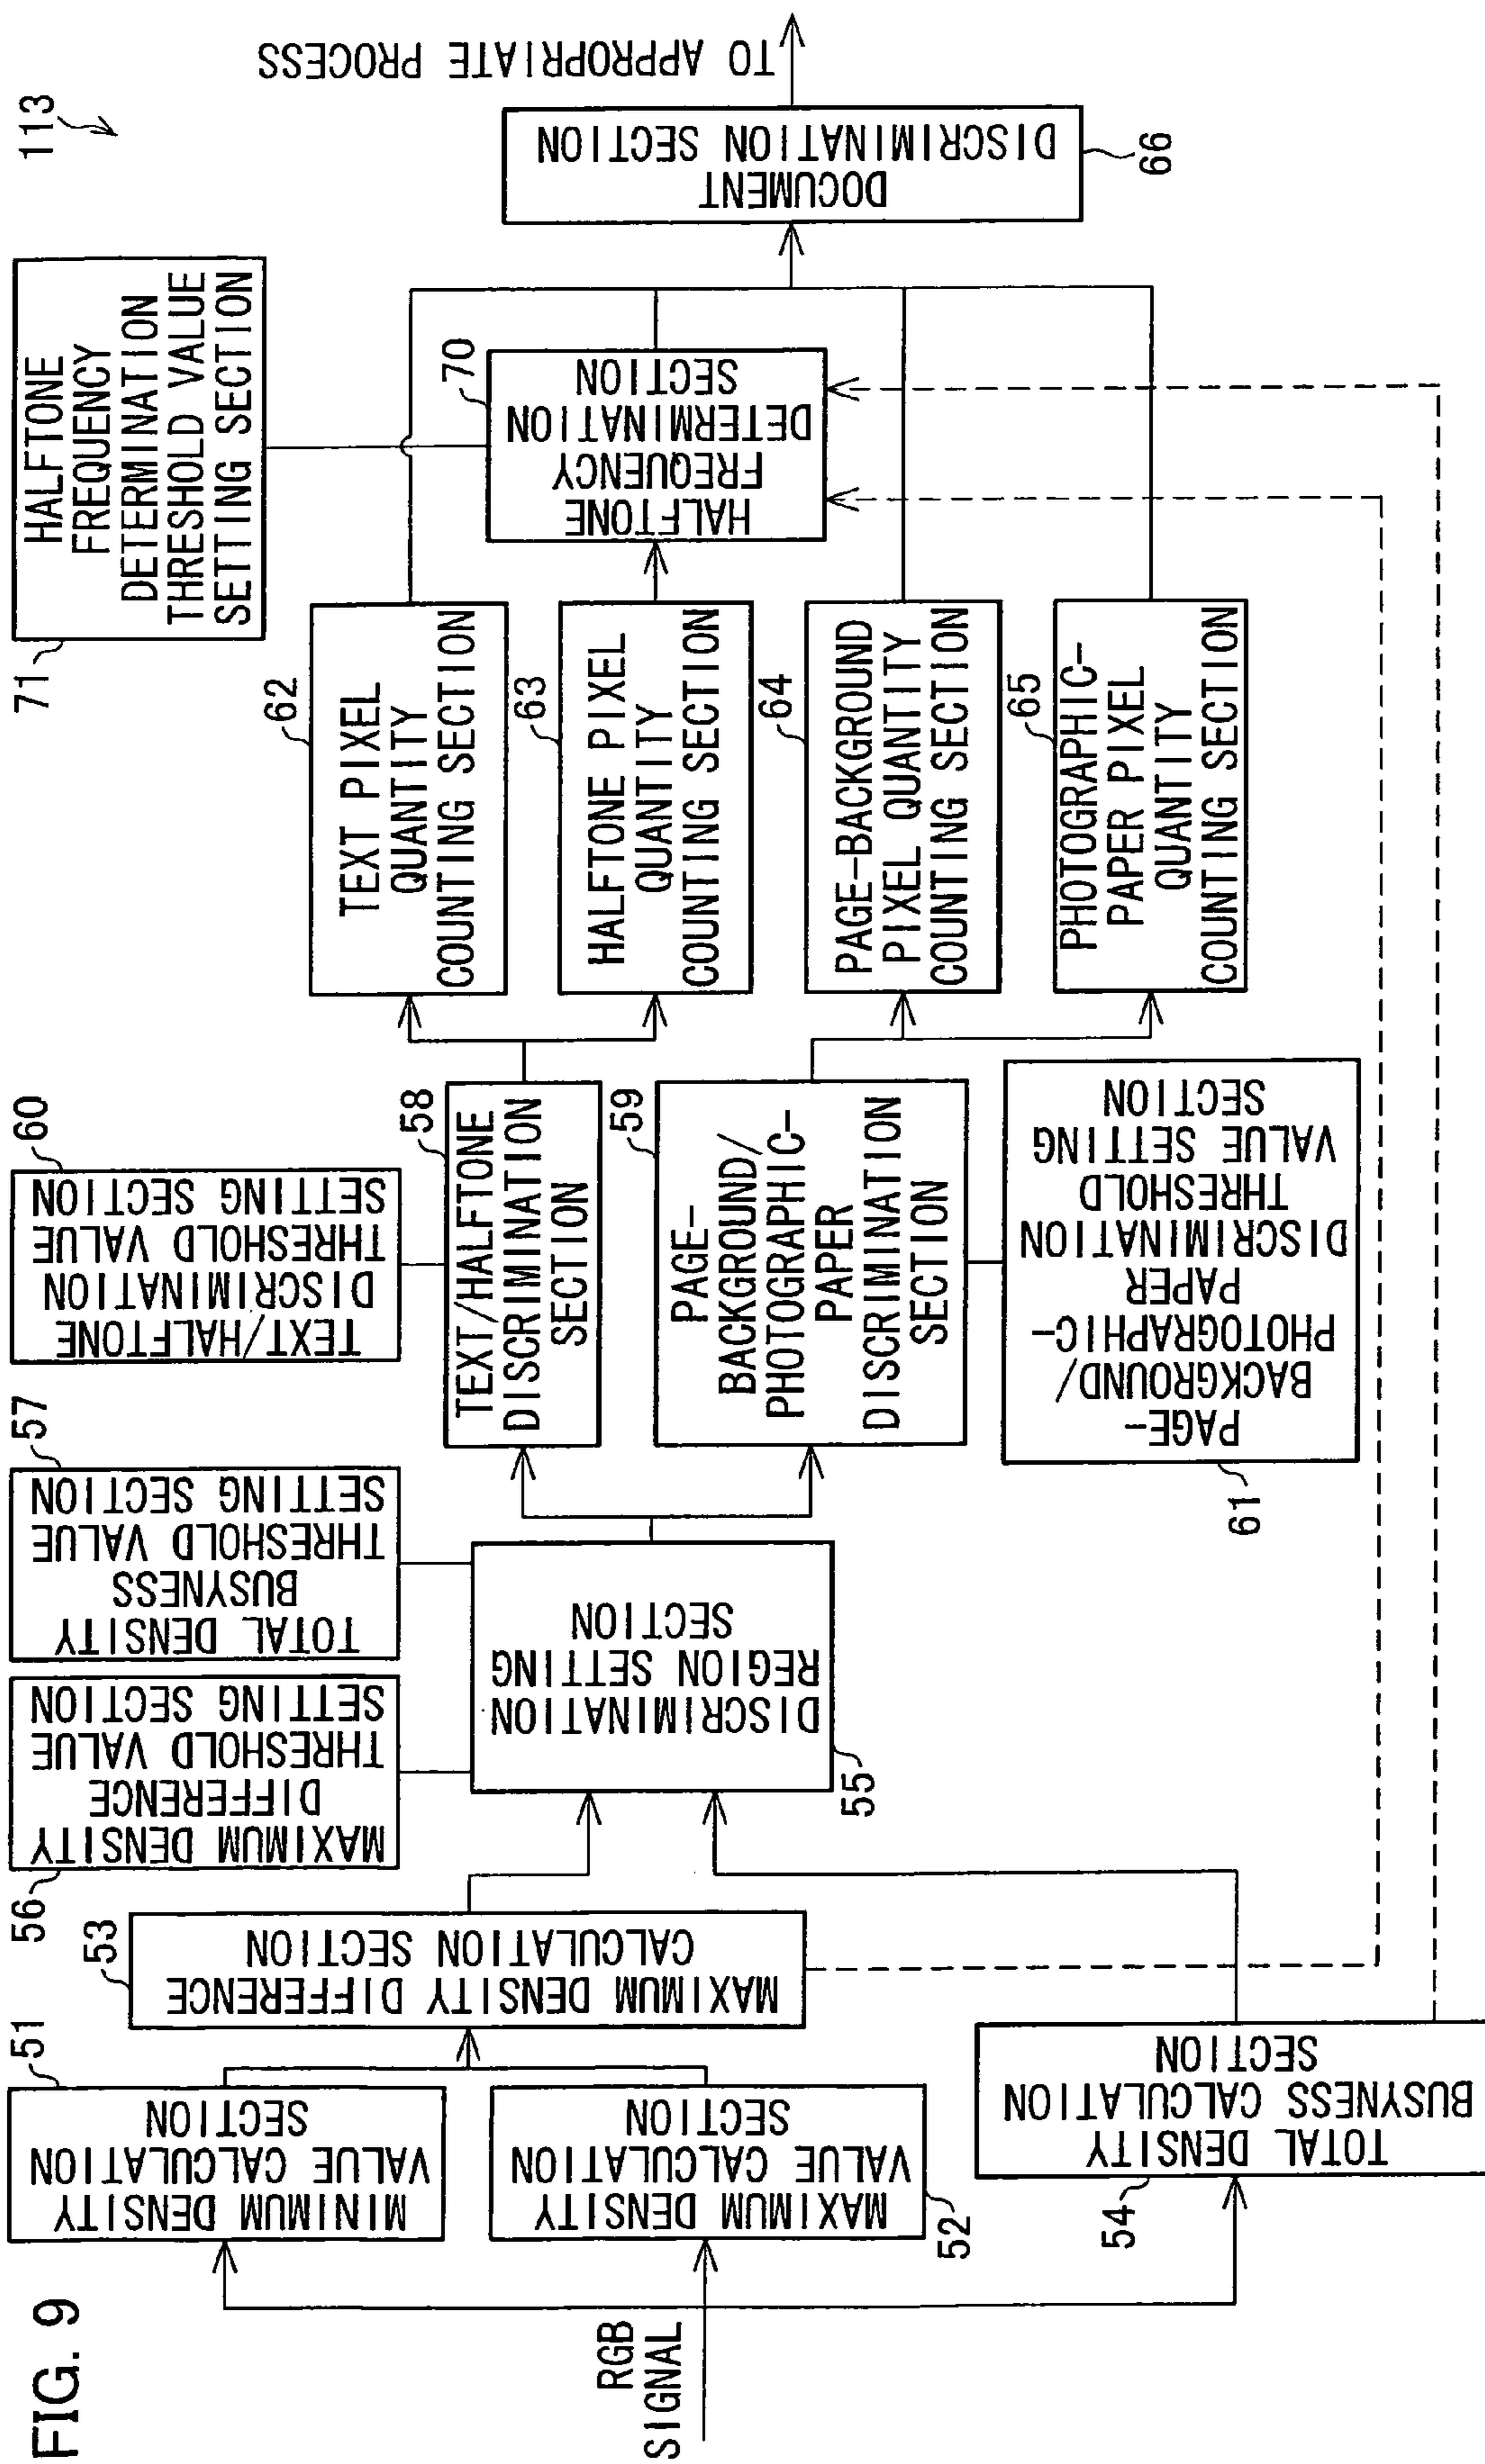 FIG. 9
113
RGB
SIGNAL
51
MINIMUM DENSITY
VALUE CALCULATION
SECTION
52
MAXIMUM DENSITY
VALUE CALCULATION
SECTION
53
MAXIMUM DENSITY DIFFERENCE
CALCULATION SECTION
54
TOTAL DENSITY
BUSYNESS CALCULATION
SECTION
56
MAXIMUM DENSITY
DIFFERENCE
THRESHOLD VALUE
SETTING SECTION
57
TOTAL DENSITY
BUSYNESS
THRESHOLD VALUE
SETTING SECTION
55
DISCRIMINATION
REGION SETTING
SECTION
60
TEXT/HALFTONE
DISCRIMINATION
THRESHOLD VALUE
SETTING SECTION
58
TEXT/HALFTONE
DISCRIMINATION
SECTION
59
PAGE-
BACKGROUND/
PHOTOGRAPHIC-
PAPER
DISCRIMINATION
SECTION
61
PAGE-
BACKGROUND/
PHOTOGRAPHIC-
PAPER
DISCRIMINATION
THRESHOLD
VALUE SETTING
SECTION
62
TEXT PIXEL
QUANTITY
COUNTING SECTION
63
HALFTONE PIXEL
QUANTITY
COUNTING SECTION
64
PAGE-BACKGROUND
PIXEL QUANTITY
COUNTING SECTION
65
PHOTOGRAPHIC-
PAPER PIXEL
QUANTITY
COUNTING SECTION
71
HALFTONE
FREQUENCY
DETERMINATION
THRESHOLD VALUE
SETTING SECTION
70
HALFTONE
FREQUENCY
DETERMINATION
SECTION
DOCUMENT
DISCRIMINATION SECTION
66
TO APPROPRIATE PROCESS